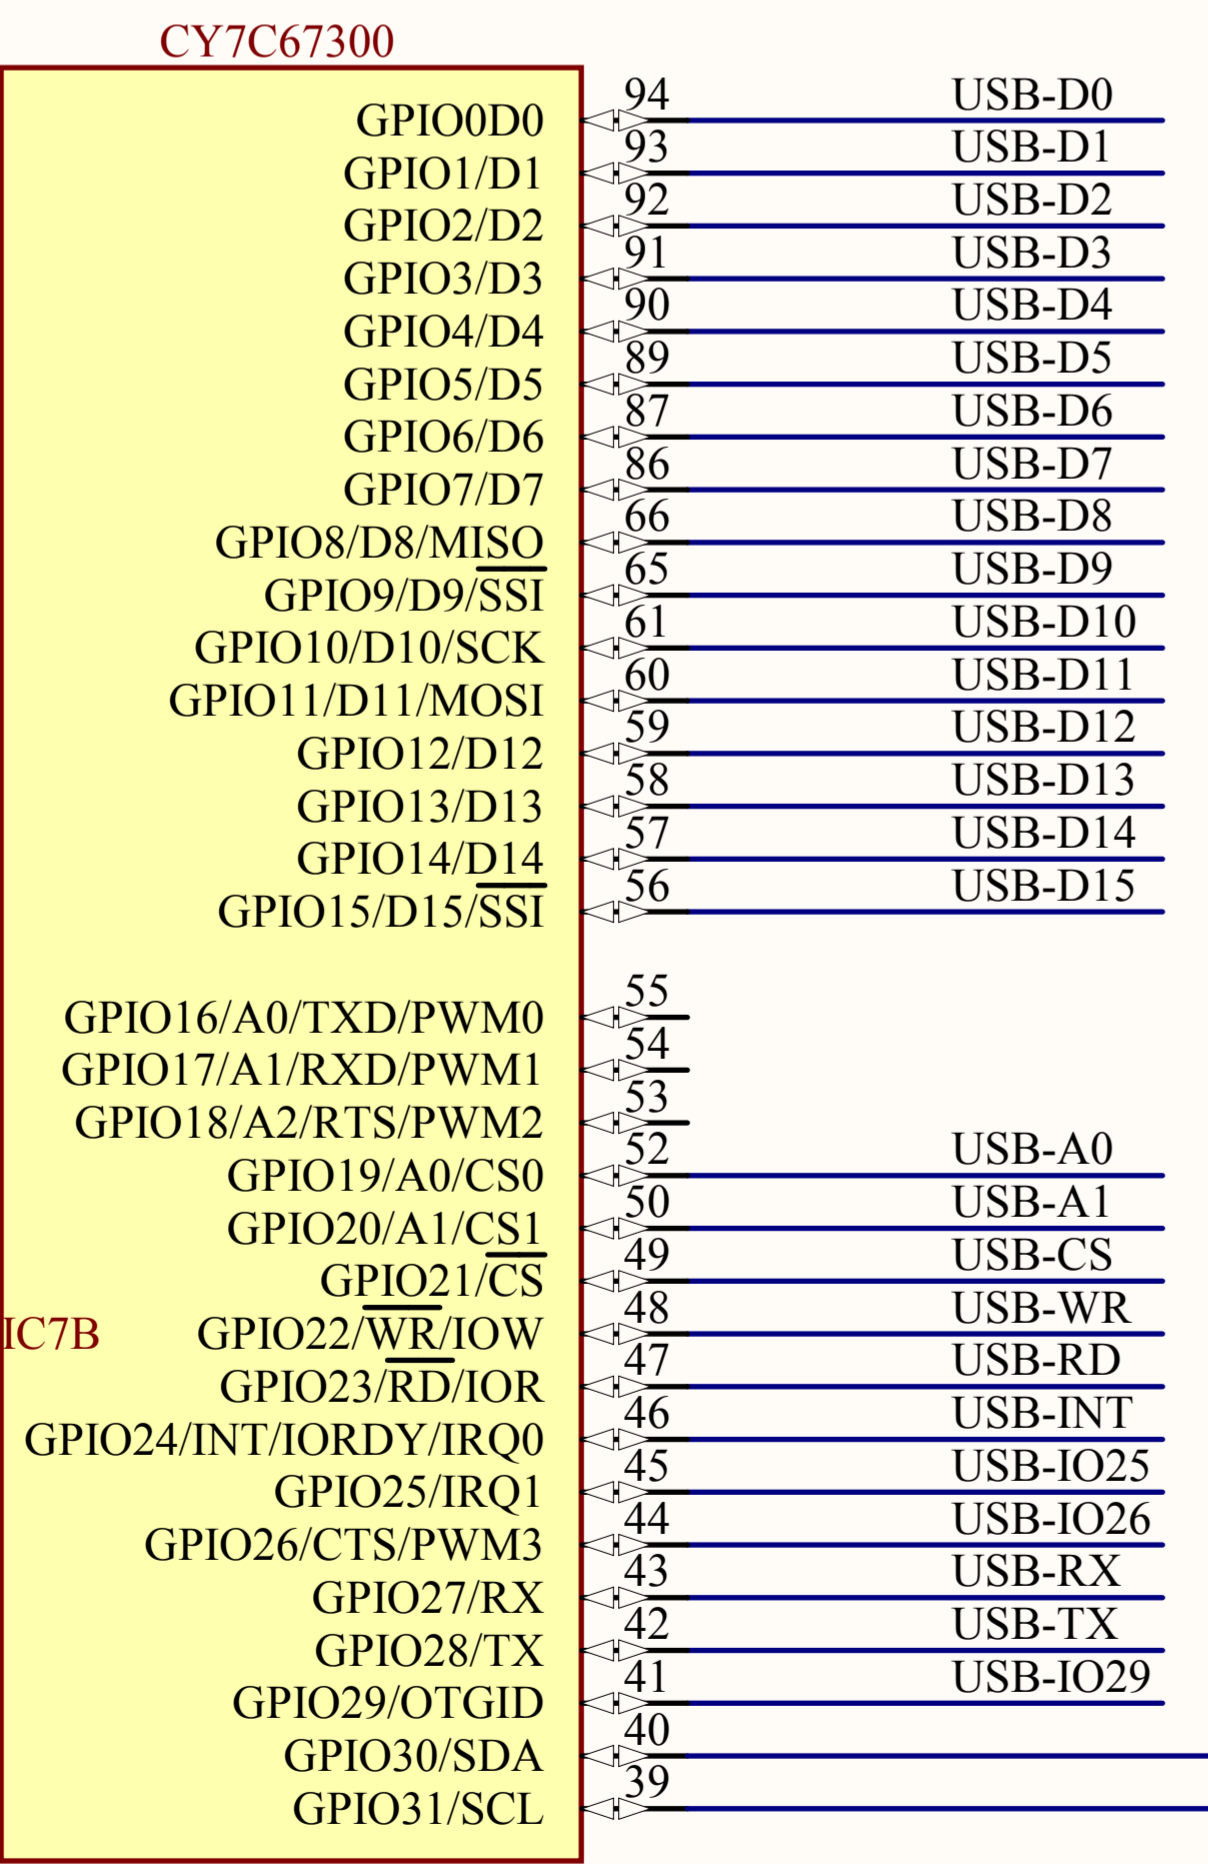 CY7C67300
GPIO0D0 94 USB-D0
GPIO1/D1 93 USB-D1
GPIO2/D2 92 USB-D2
GPIO3/D3 91 USB-D3
GPIO4/D4 90 USB-D4
GPIO5/D5 89 USB-D5
GPIO6/D6 87 USB-D6
GPIO7/D7 86 USB-D7
GPIO8/D8/MISO 66 USB-D8
GPIO9/D9/SSI 65 USB-D9
GPIO10/D10/SCK 61 USB-D10
GPIO11/D11/MOSI 60 USB-D11
GPIO12/D12 59 USB-D12
GPIO13/D13 58 USB-D13
GPIO14/D14 57 USB-D14
GPIO15/D15/SSI 56 USB-D15
GPIO16/A0/TXD/PWM0 55
GPIO17/A1/RXD/PWM1 54
GPIO18/A2/RTS/PWM2 53
GPIO19/A0/CS0 52 USB-A0
GPIO20/A1/CS1 50 USB-A1
GPIO21/CS 49 USB-CS
IC7B GPIO22/WR/IOW 48 USB-WR
GPIO23/RD/IOR 47 USB-RD
GPIO24/INT/IORDY/IRQ0 46 USB-INT
GPIO25/IRQ1 45 USB-IO25
GPIO26/CTS/PWM3 44 USB-IO26
GPIO27/RX 43 USB-RX
GPIO28/TX 42 USB-TX
GPIO29/OTGID 41 USB-IO29
GPIO30/SDA 40
GPIO31/SCL 39